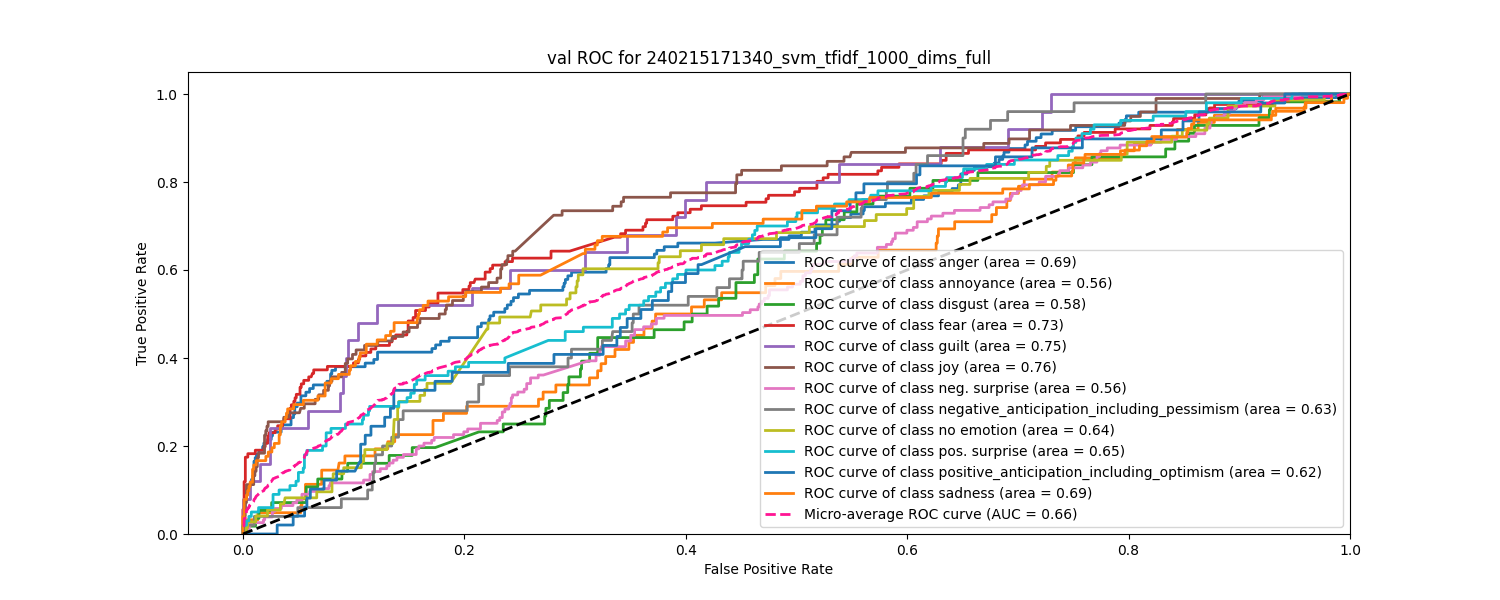 val ROC for 240215171340_svm_tfidf_1000_dims_full
True Positive Rate
1.0
0.8
0.6
0.4
0.2
0.0
ROC curve of class anger (area = 0.69)
ROC curve of class annoyance (area = 0.56)
ROC curve of class disgust (area = 0.58)
ROC curve of class fear (area = 0.73)
ROC curve of class guilt (area = 0.75)
ROC curve of class joy (area = 0.76)
ROC curve of class neg. surprise (area = 0.56)
ROC curve of class negative_anticipation_including_pessimism (area = 0.63)
ROC curve of class no emotion (area = 0.64)
ROC curve of class pos. surprise (area = 0.65)
ROC curve of class positive_anticipation_including_optimism (area = 0.62)
ROC curve of class sadness (area = 0.69)
Micro-average ROC curve (AUC = 0.66)
0.0 0.2 0.4 0.6 0.8 1.0
False Positive Rate